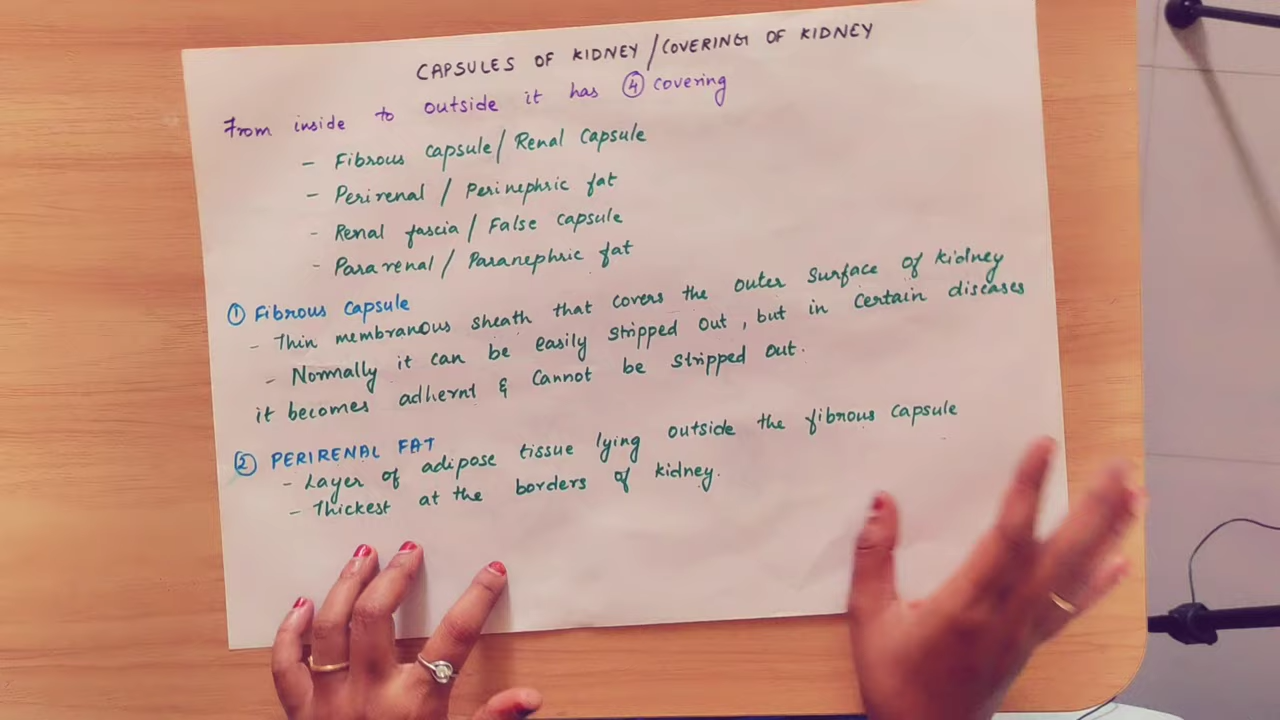 CAPSULES OF KIDNEY / COVERING OF KIDNEY
From inside to outside it has ④ covering
- Fibrous capsule / Renal capsule
- Perirenal / Perinephric fat
- Renal fascia / False capsule
- Pararenal / Paranephric fat
① Fibrous capsule
- Thin membranous sheath that covers the outer surface of kidney
- Normally it can be easily stripped out, but in certain diseases
it becomes adhernt & cannot be stripped out.
② PERIRENAL FAT
- Layer of adipose tissue lying outside the fibrous capsule
- Thickest at the borders of kidney.